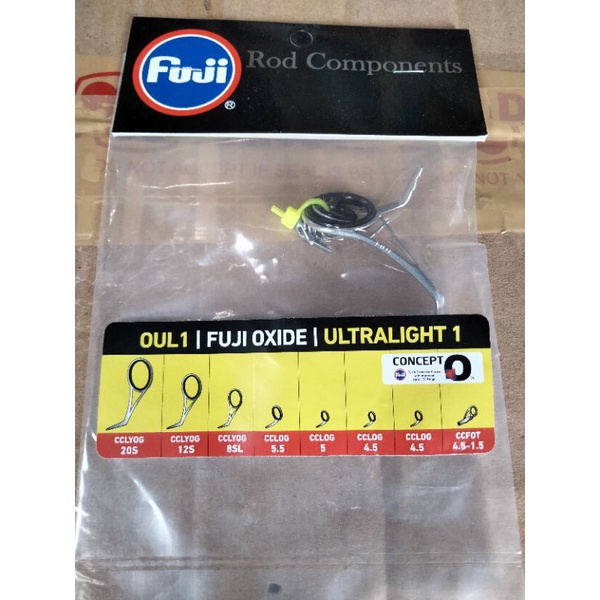 FUJI
®
Rod Components
OUL1 | FUJI OXIDE | ULTRALIGHT 1
CONCEPT O
CCLYOG
20S
CCLYOG
12S
CCLYOG
8SL
CCLOG
5.5
CCLOG
5
CCLOG
4.5
CCLOG
4.5
CCFOT
4.5-1.5